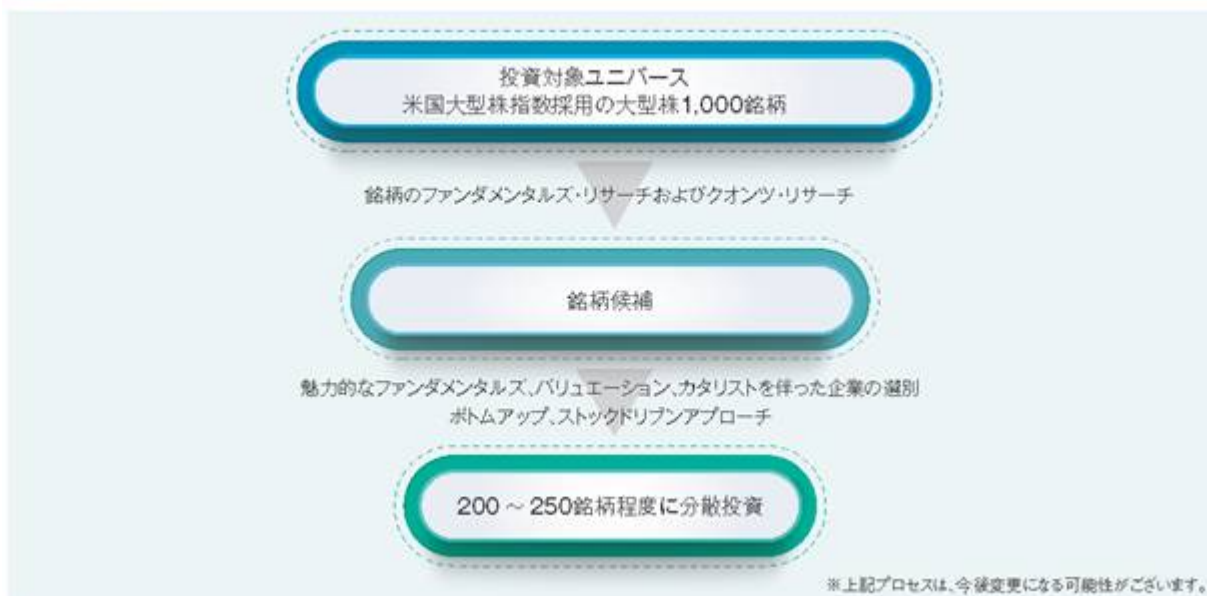 投資対象ユニバース
米国大型株指数採用の大型株1,000銘柄
銘柄のファンダメンタルズ・リサーチおよびクオンツ・リサーチ
銘柄候補
魅力的なファンダメンタルズ、バリュエーション、カタリストを伴った企業の選別
ボトムアップ、ストックドリブンアプローチ
200 ～ 250銘柄程度に分散投資
※上記プロセスは、今後変更になる可能性がございます。